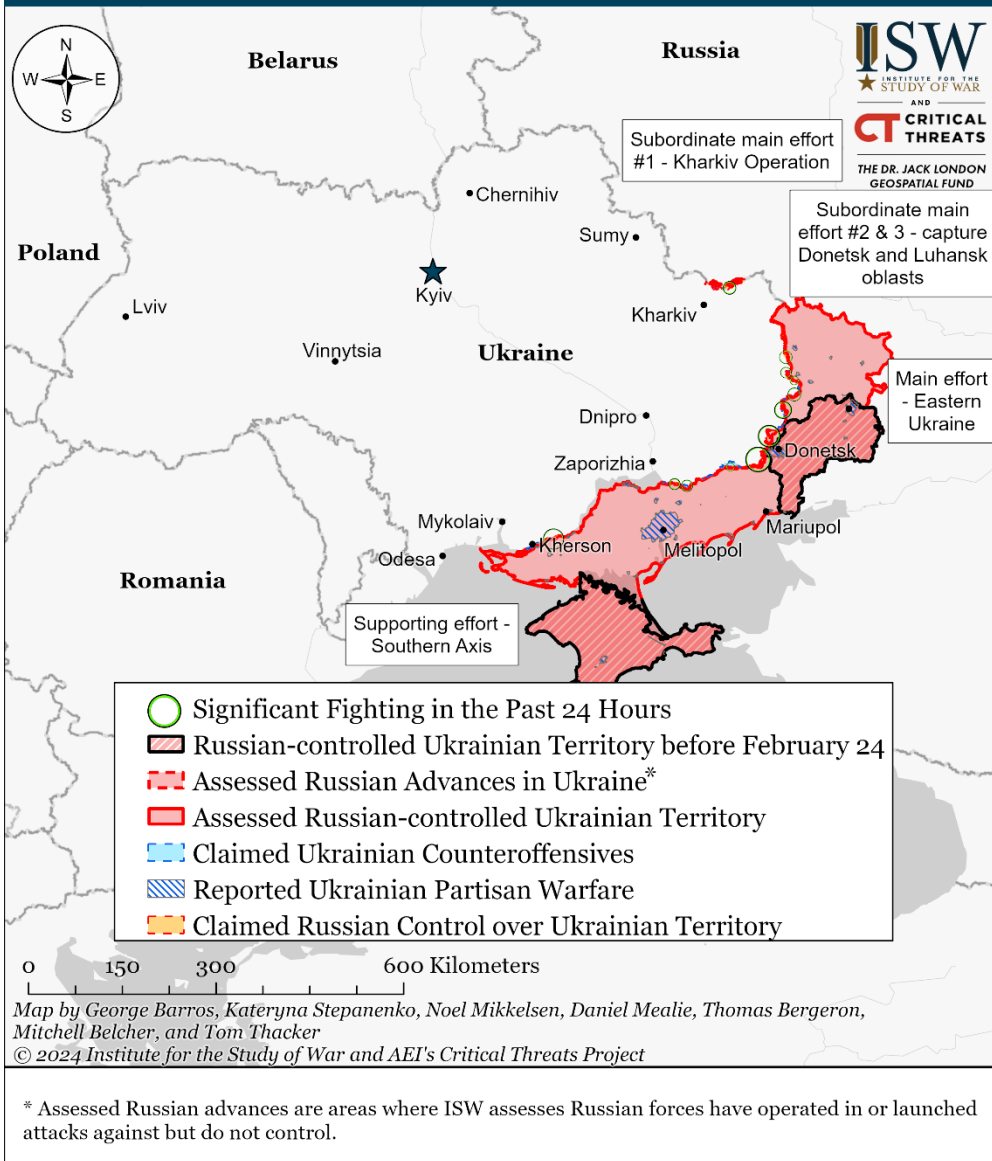 N
W E
S
Belarus
Russia
ISW
INSTITUTE FOR THE
STUDY OF WAR
AND
CT CRITICAL
THREATS
THE DR. JACK LONDON
GEOSPATIAL FUND
Subordinate main effort
#1 - Kharkiv Operation
Subordinate main
effort #2 & 3 - capture
Donetsk and Luhansk
oblasts
Chernihiv
Sumy
Poland
Kyiv
Lviv
Kharkiv
Vinnytsia
Ukraine
Main effort
- Eastern
Ukraine
Dnipro
Donetsk
Zaporizhia
Mykolaiv
Mariupol
Kherson
Melitopol
Odesa
Romania
Supporting effort -
Southern Axis
Significant Fighting in the Past 24 Hours
Russian-controlled Ukrainian Territory before February 24
Assessed Russian Advances in Ukraine*
Assessed Russian-controlled Ukrainian Territory
Claimed Ukrainian Counteroffensives
Reported Ukrainian Partisan Warfare
Claimed Russian Control over Ukrainian Territory
0 150 300 600 Kilometers
Map by George Barros, Kateryna Stepanenko, Noel Mikkelsen, Daniel Mealie, Thomas Bergeron,
Mitchell Belcher, and Tom Thacker
© 2024 Institute for the Study of War and AEI's Critical Threats Project
* Assessed Russian advances are areas where ISW assesses Russian forces have operated in or launched
attacks against but do not control.